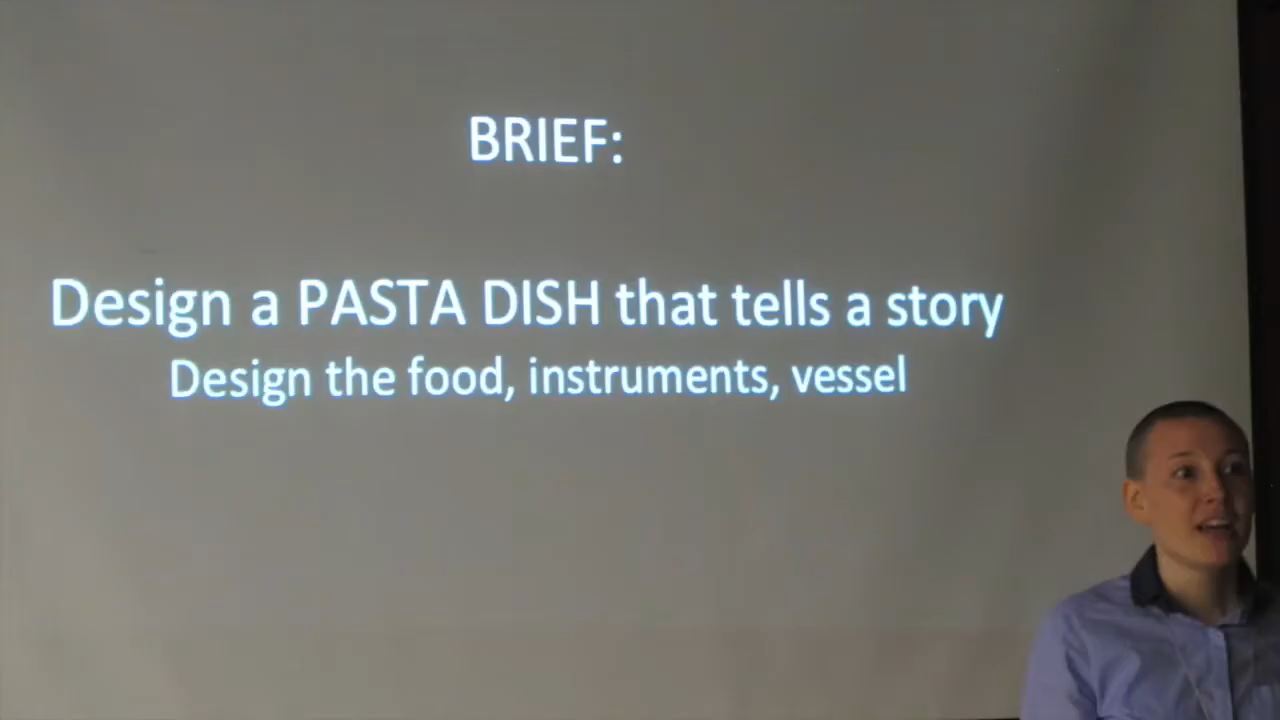 BRIEF:
Design a PASTA DISH that tells a story
Design the food, instruments, vessel